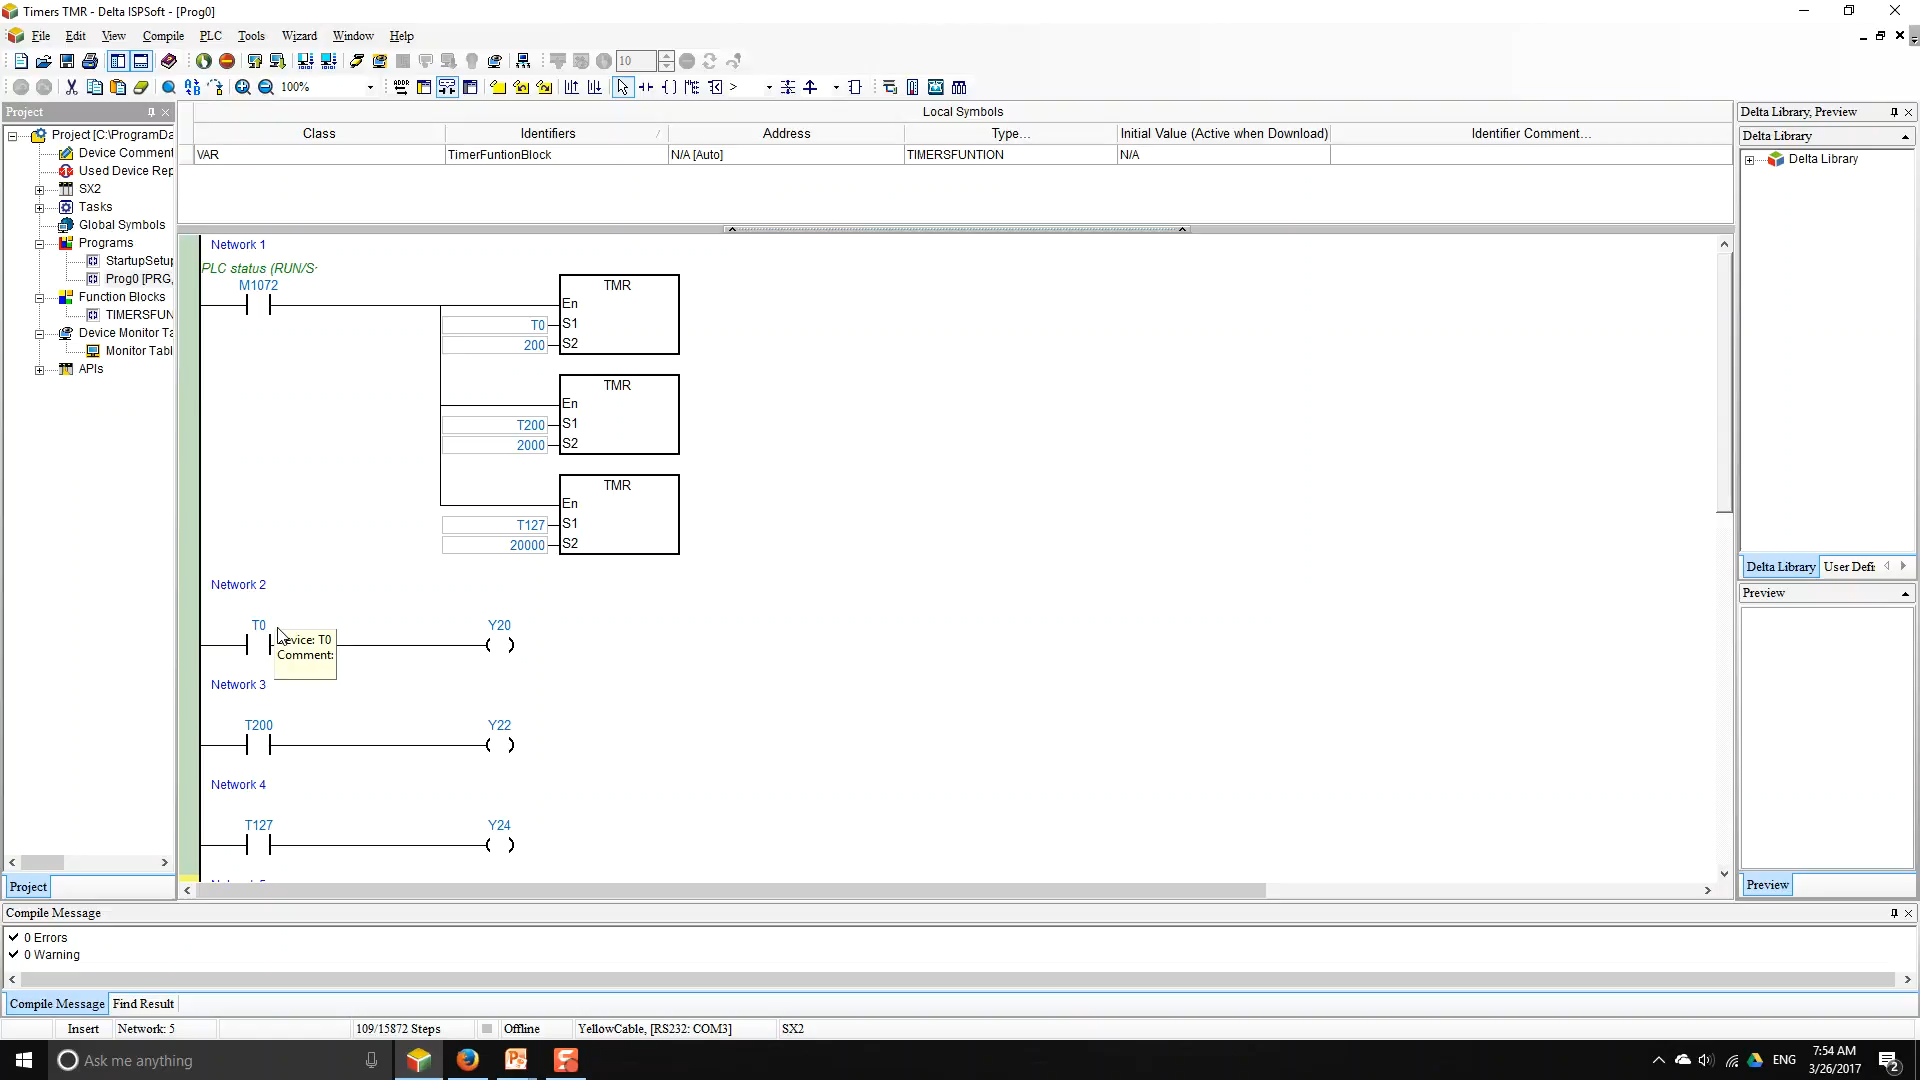 Timers TMR - Delta ISPSoft - [Prog0]
File Edit View Compile PLC Tools Wizard Window Help
10
100%
Project
Project [C:\ProgramDa
Device Comment
Used Device Rep
SX2
Tasks
Global Symbols
Programs
StartupSetu
Prog0 [PRG,
Function Blocks
TIMERSFUN
Device Monitor Ta
Monitor Tabl
APIs
Project
Local Symbols
Class Identifiers Address Type... Initial Value (Active when Download) Identifier Comment...
VAR TimerFuntionBlock N/A [Auto] TIMERSFUNTION N/A
Network 1
PLC status (RUN/S
M1072
TMR
En
T0 S1
200 S2
TMR
En
T200 S1
2000 S2
TMR
En
T127 S1
20000 S2
Network 2
T0 Y20
evice: T0
Comment:
Network 3
T200 Y22
Network 4
T127 Y24
Delta Library, Preview
Delta Library
Delta Library
Delta Library User Defi
Preview
Preview
Compile Message
0 Errors
0 Warning
Compile Message Find Result
Insert Network: 5 109/15872 Steps Offline YellowCable, [RS232: COM3] SX2
Ask me anything
ENG
7:54 AM
3/26/2017
2